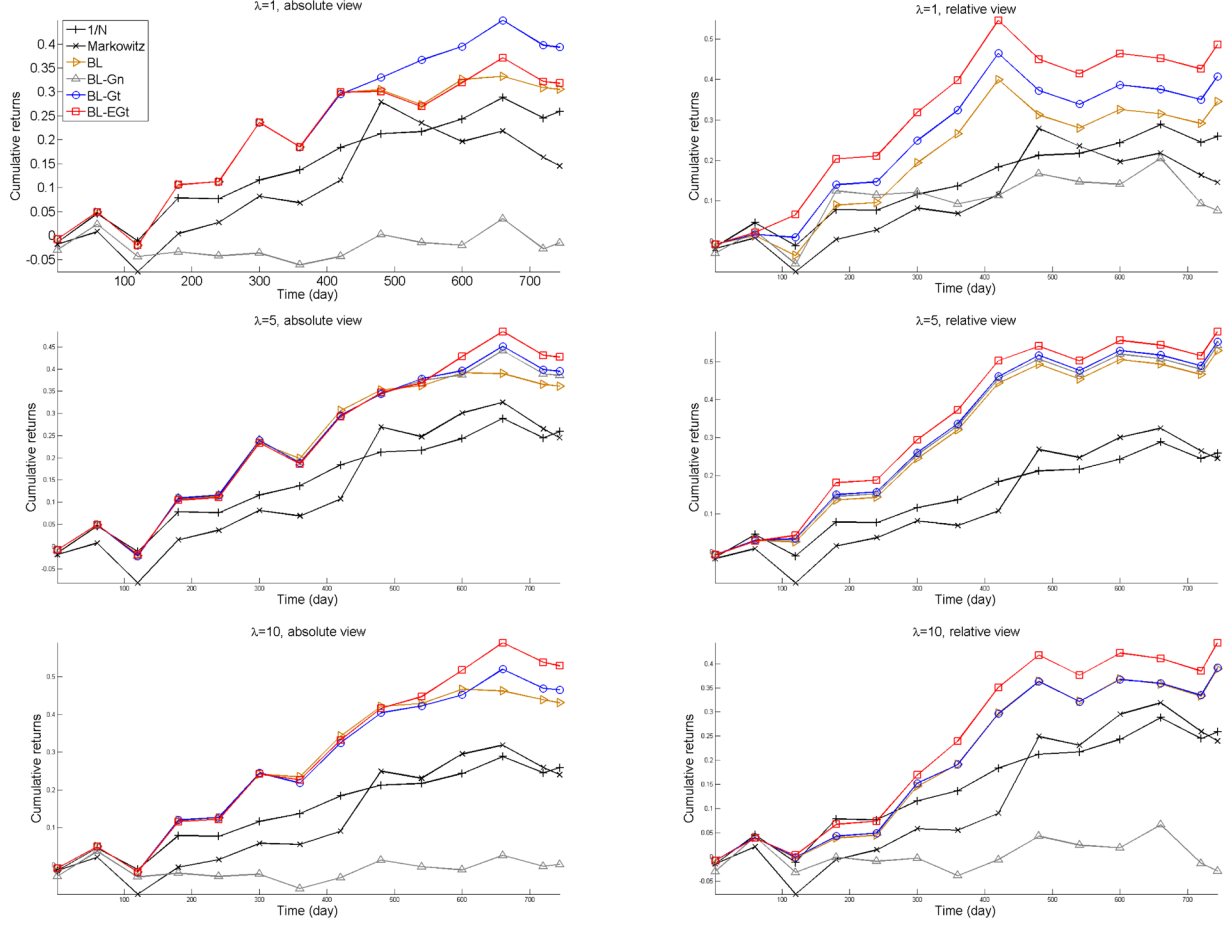 λ=1, absolute view
1/N
Markowitz
BL
BL-Gn
BL-Gt
BL-EGt
0.4
0.35
0.3
0.25
0.2
0.15
0.1
0.05
0
-0.05
Cumulative returns
100 200 300 400 500 600 700
Time (day)
λ=1, relative view
0.5
0.4
0.3
0.2
0.1
0
Cumulative returns
100 200 300 400 500 600 700
Time (day)
λ=5, absolute view
0.45
0.4
0.35
0.3
0.25
0.2
0.15
0.1
0.05
0
-0.05
Cumulative returns
100 200 300 400 500 600 700
Time (day)
λ=5, relative view
0.5
0.4
0.3
0.2
0.1
0
Cumulative returns
100 200 300 400 500 600 700
Time (day)
λ=10, absolute view
0.5
0.4
0.3
0.2
0.1
0
Cumulative returns
100 200 300 400 500 600 700
Time (day)
λ=10, relative view
0.4
0.35
0.3
0.25
0.2
0.15
0.1
0.05
0
-0.05
Cumulative returns
100 200 300 400 500 600 700
Time (day)